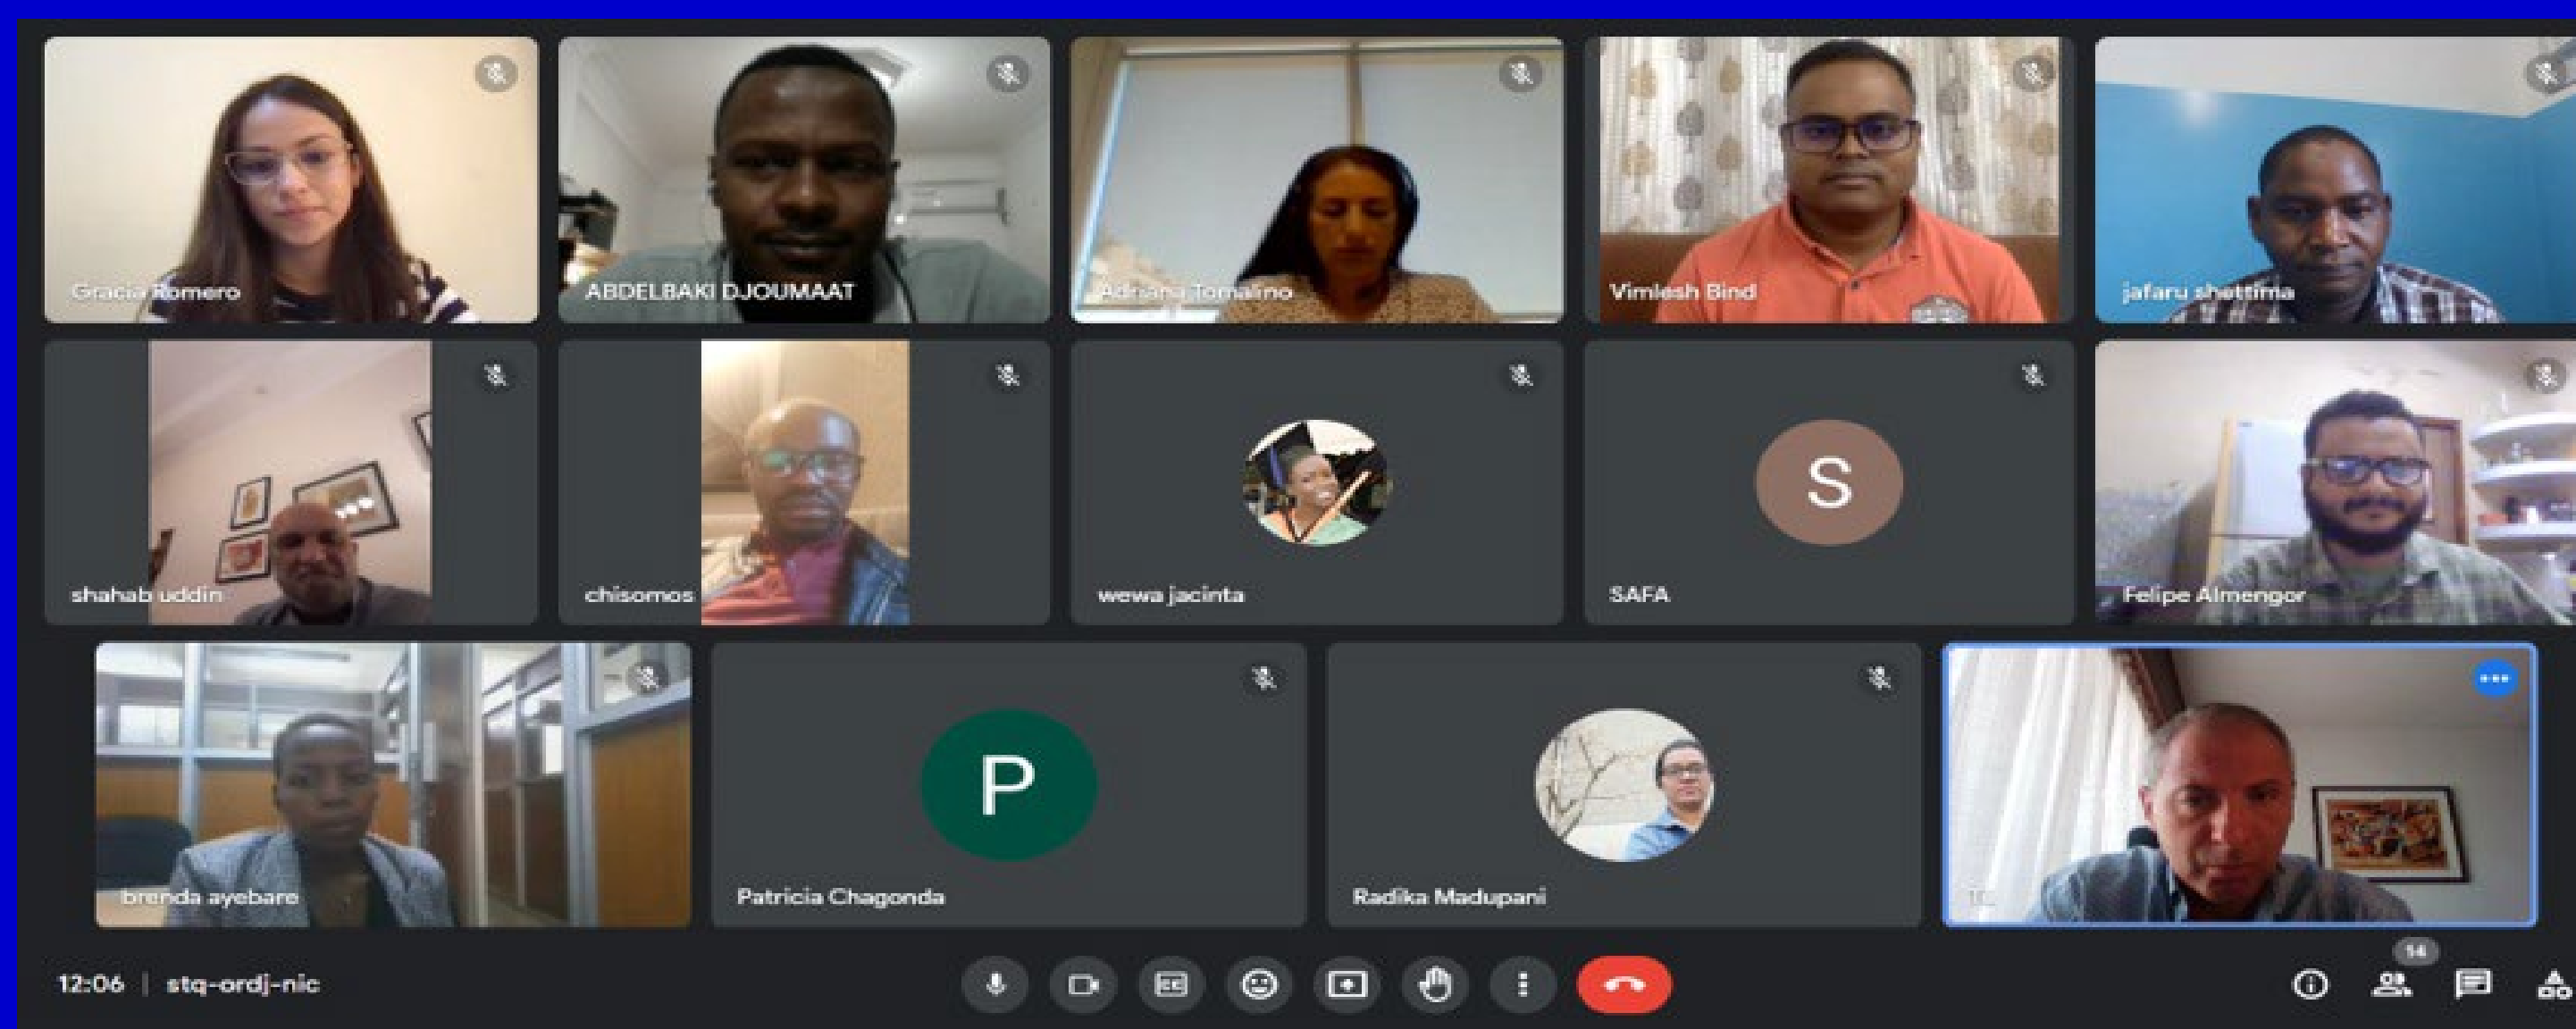 Gracia Romero
ABDELBAKI DJOUMAAT
Adriana Tomalino
Vimlesh Bind
jafaru shettima
shahab uddin
chisomos
wewa jacinta
S
SAFA
Felipe Almengor
brenda ayebare
P
Patricia Chagonda
Radika Madupani
12:06 | stq-ordj-nic
CC
14